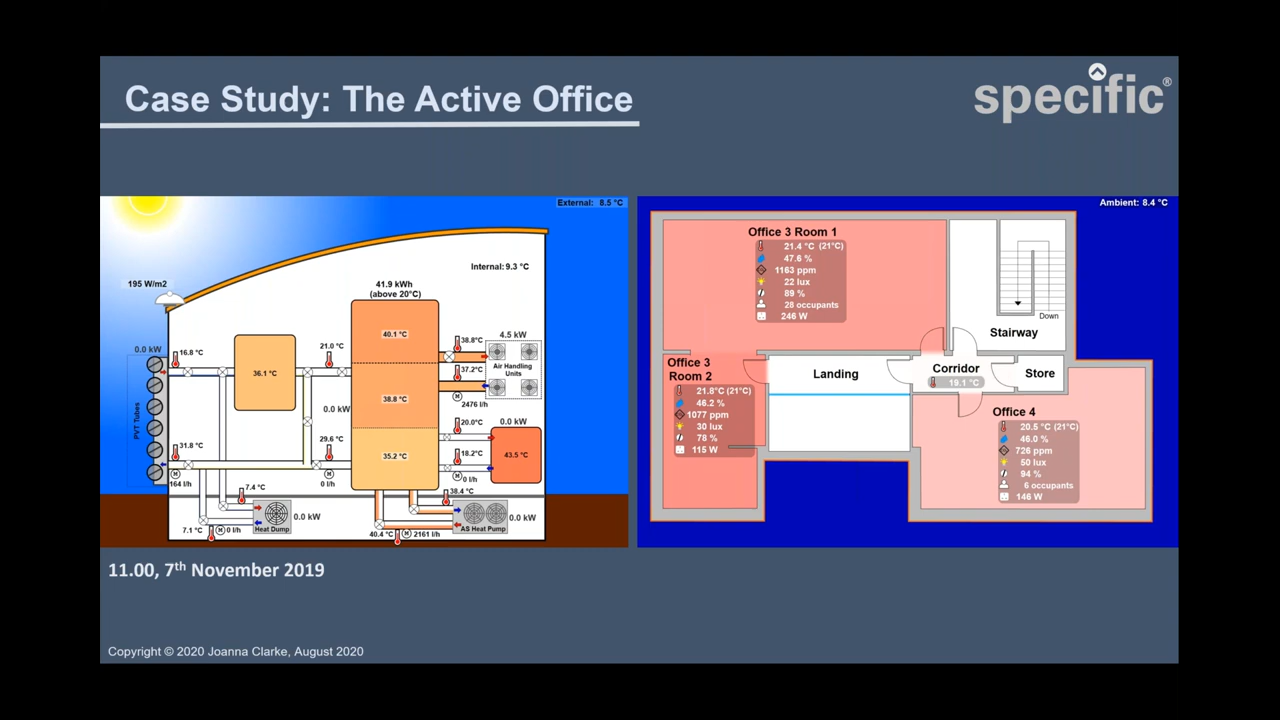 Case Study: The Active Office
specific®
External: 8.5 °C
195 W/m2
Internal: 9.3 °C
41.9 kWh
(above 20°C)
0.0 kW
16.8 °C
36.1 °C
21.0 °C
40.1 °C
38.8°C
4.5 kW
Air Handling
Units
37.2°C
PVT Tubes
0.0 kW
38.8 °C
2476 l/h
20.0°C
0.0 kW
31.8 °C
29.6 °C
35.2 °C
18.2°C
43.5 °C
M
164 l/h
M
0 l/h
M
0 l/h
7.4 °C
38.4 °C
Heat Dump
0.0 kW
AS Heat Pump
0.0 kW
7.1 °C
M
0 l/h
40.4 °C
M
2161 l/h
Ambient: 8.4 °C
Office 3 Room 1
21.4 °C (21°C)
47.6 %
1163 ppm
22 lux
89 %
28 occupants
246 W
Down
Stairway
Office 3
Room 2
21.8°C (21°C)
46.2 %
1077 ppm
30 lux
78 %
115 W
Landing
Corridor
19.1 °C
Store
Office 4
20.5 °C (21°C)
46.0 %
726 ppm
50 lux
94 %
6 occupants
146 W
11.00, 7th November 2019
Copyright © 2020 Joanna Clarke, August 2020